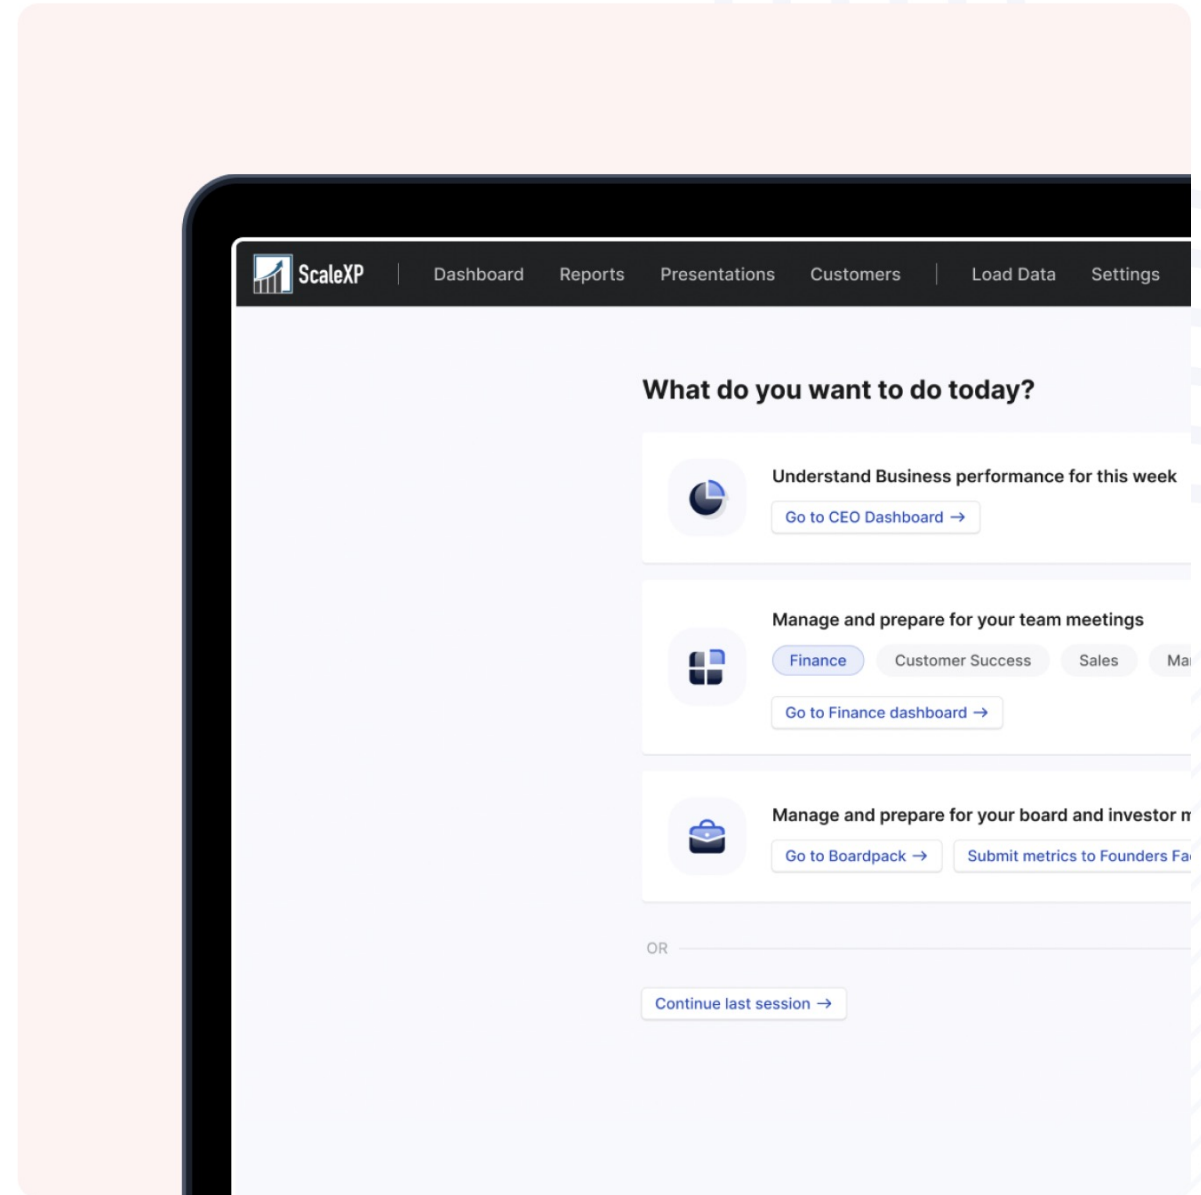 ScaleXP Dashboard Reports Presentations Customers Load Data Settings
What do you want to do today?
Understand Business performance for this week
Go to CEO Dashboard →
Manage and prepare for your team meetings
Finance Customer Success Sales
Go to Finance dashboard →
Manage and prepare for your board and investor
Go to Boardpack → Submit metrics to Founders
OR
Continue last session →